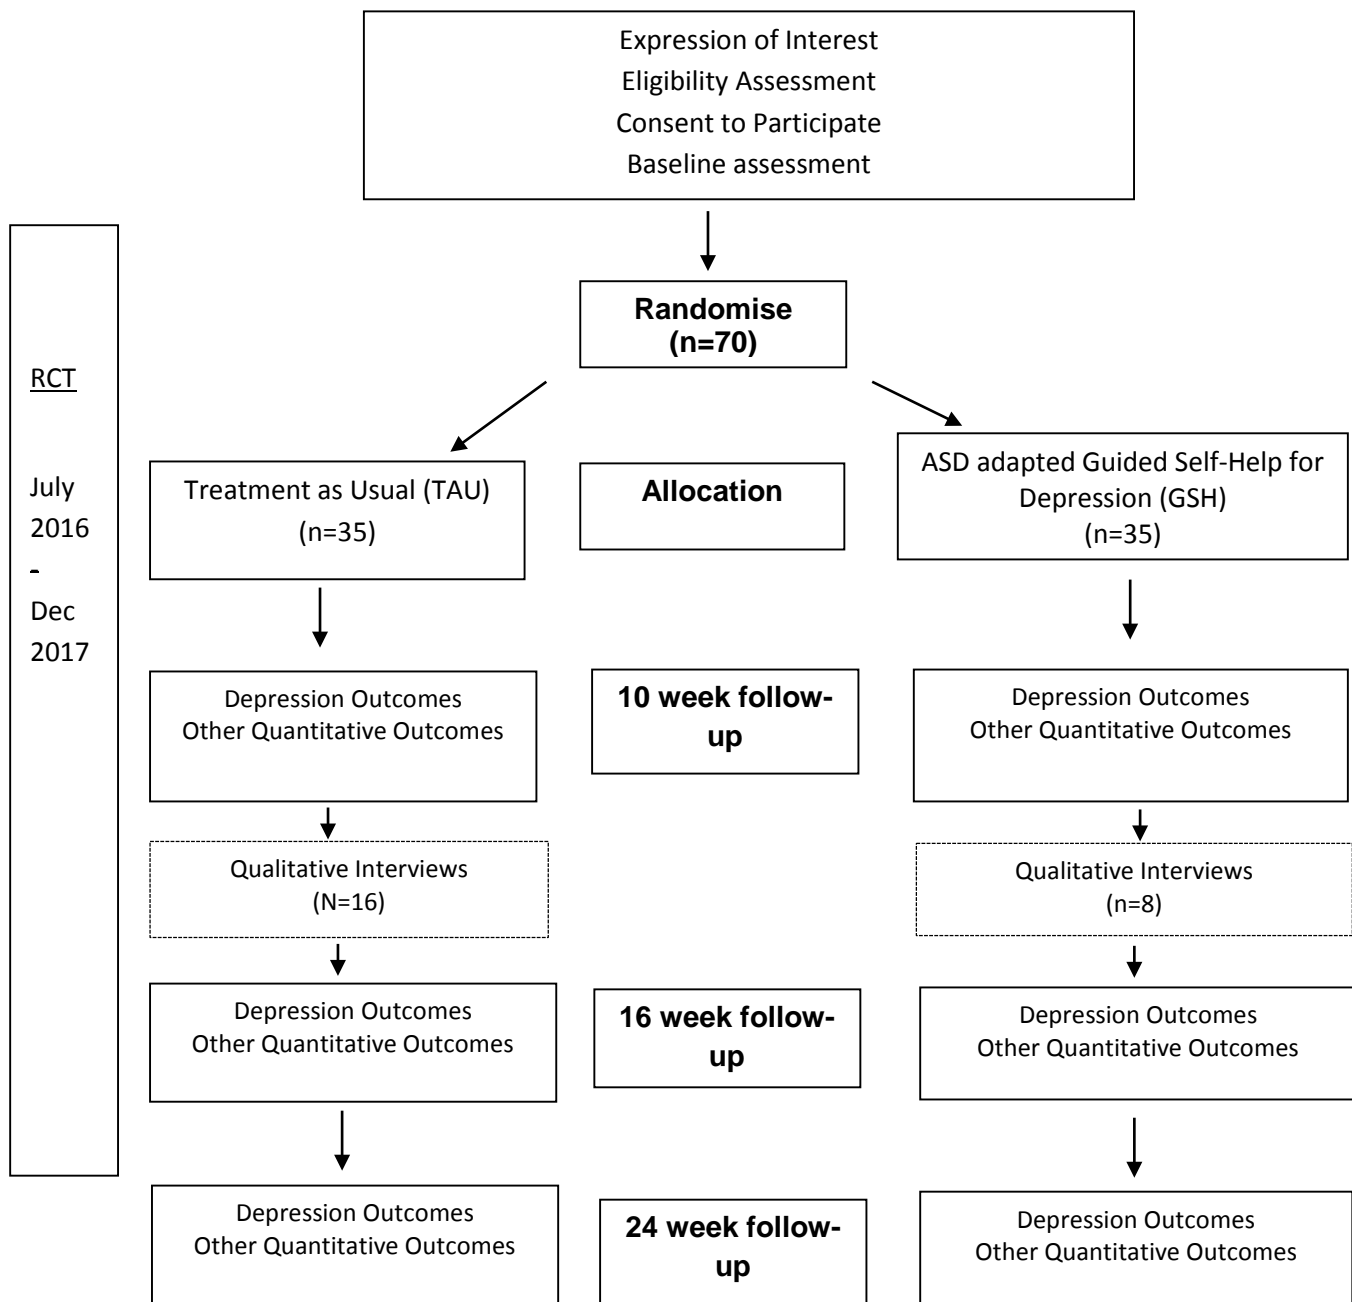 Expression of Interest
Eligibility Assessment
Consent to Participate
Baseline assessment
RCT
July
2016
-
Dec
2017
Randomise
(n=70)
Treatment as Usual (TAU)
(n=35)
Allocation
ASD adapted Guided Self-Help for
Depression (GSH)
(n=35)
Depression Outcomes
Other Quantitative Outcomes
10 week follow-
up
Depression Outcomes
Other Quantitative Outcomes
Qualitative Interviews
(N=16)
Qualitative Interviews
(n=8)
Depression Outcomes
Other Quantitative Outcomes
16 week follow-
up
Depression Outcomes
Other Quantitative Outcomes
Depression Outcomes
Other Quantitative Outcomes
24 week follow-
up
Depression Outcomes
Other Quantitative Outcomes